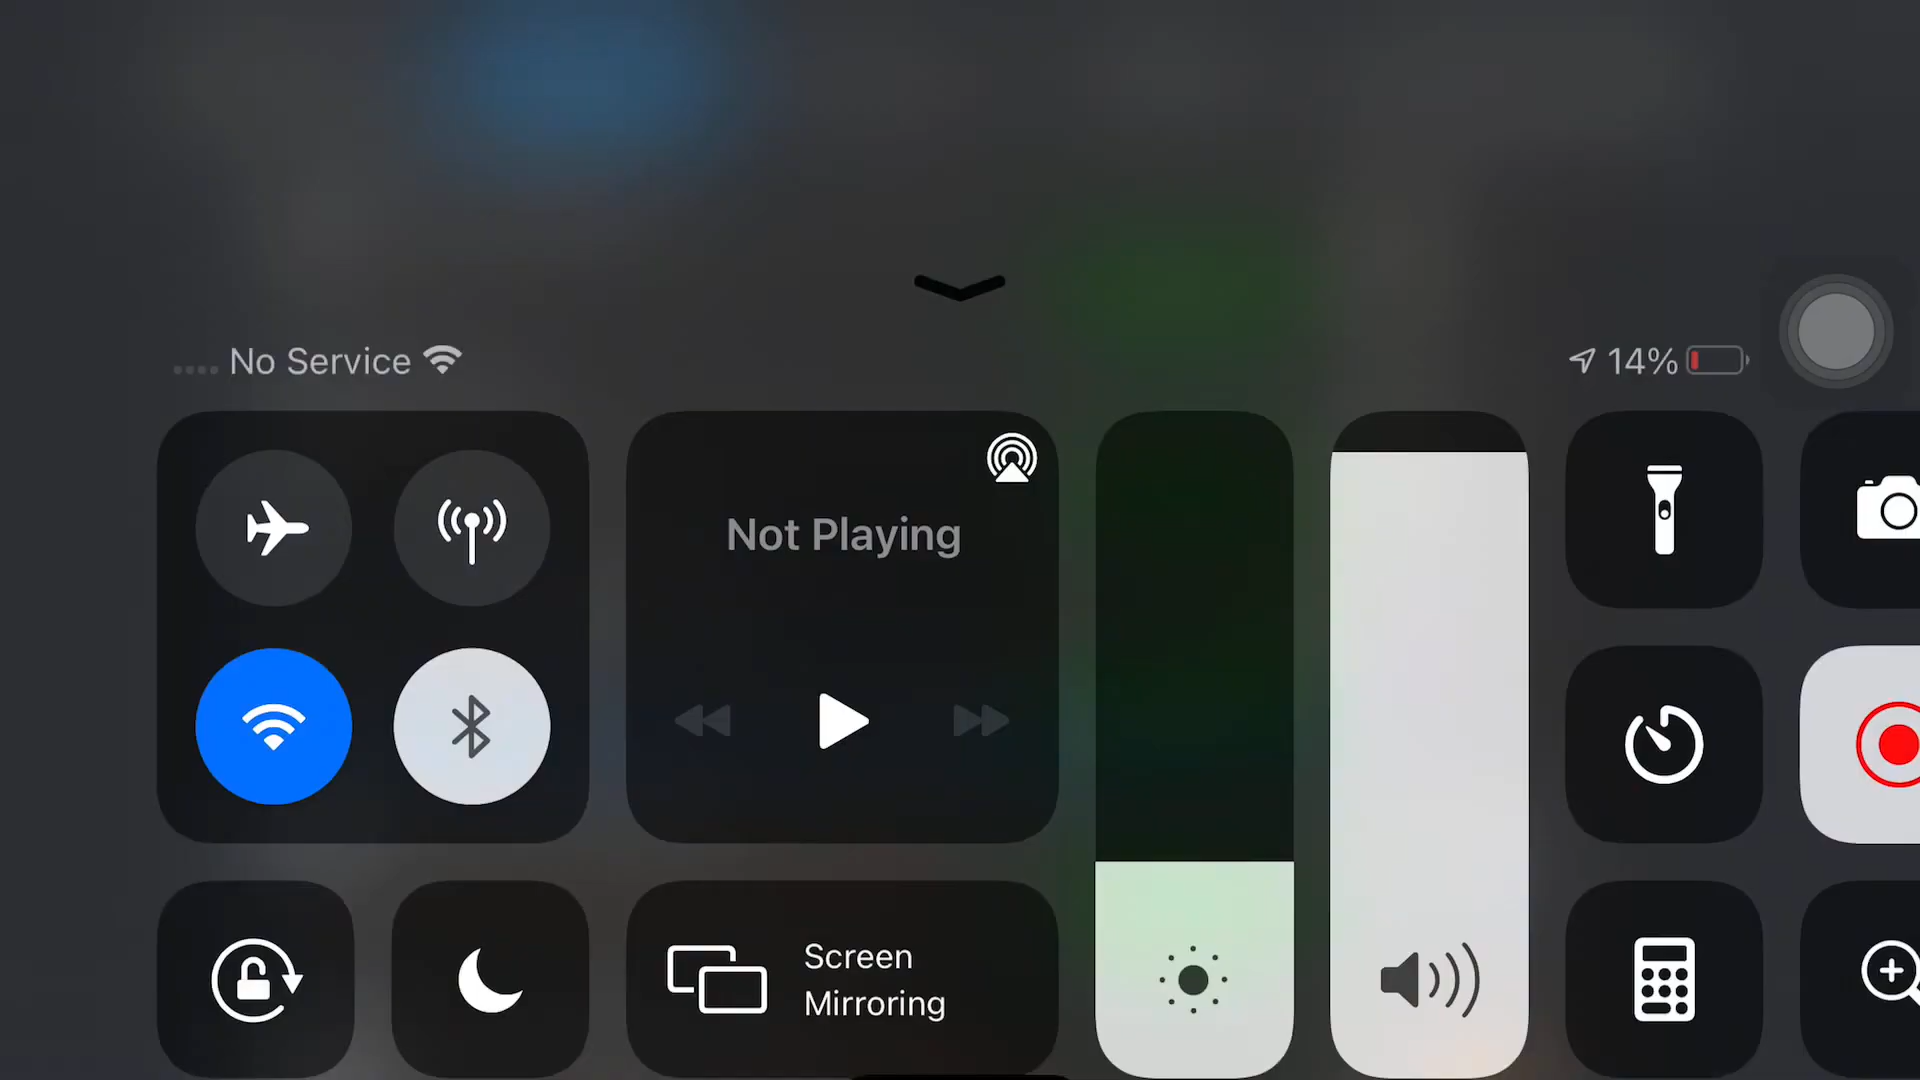 No Service
14%
Not Playing
Screen
Mirroring